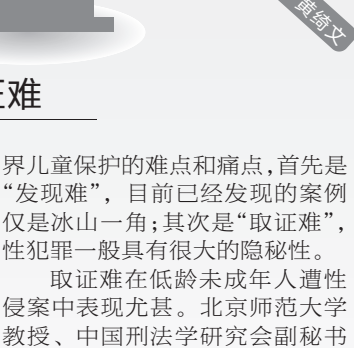 黄绮文
证难
界儿童保护的难点和痛点,首先是
“发现难”，目前已经发现的案例
仅是冰山一角;其次是“取证难”,
性犯罪一般具有很大的隐秘性。
取证难在低龄未成年人遭性
侵案中表现尤甚。北京师范大学
教授、中国刑法学研究会副秘书